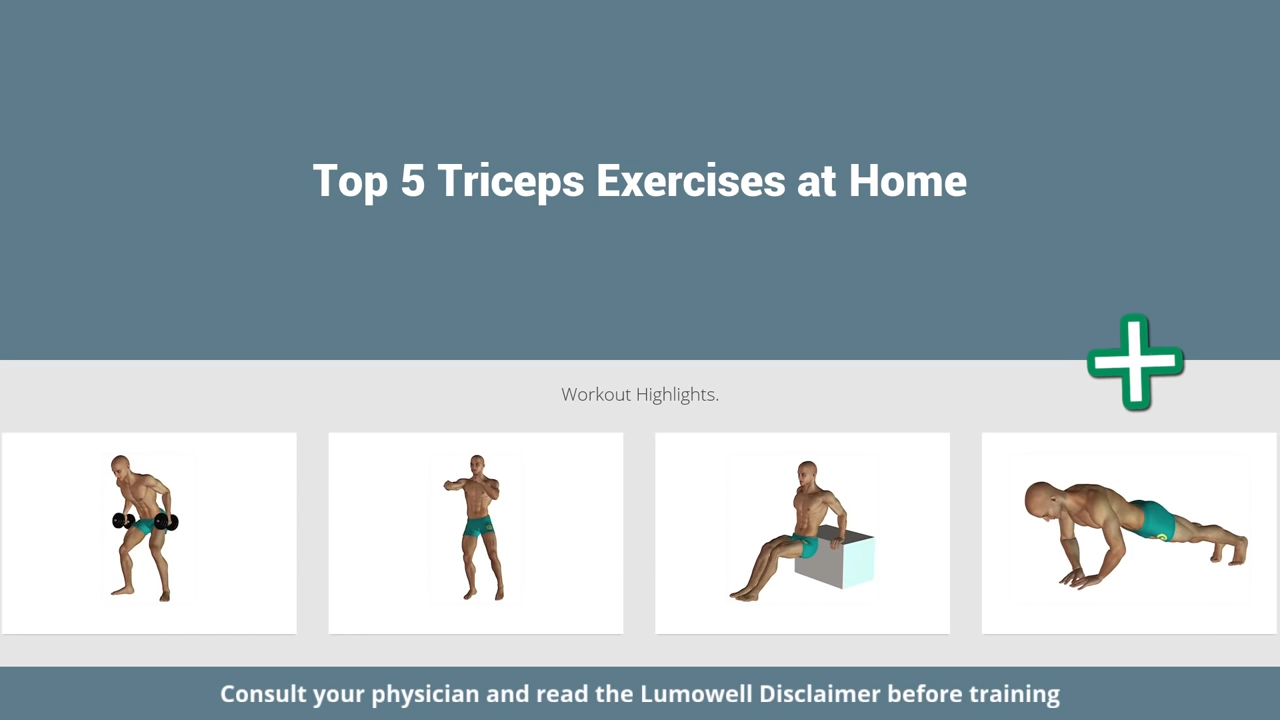 Top 5 Triceps Exercises at Home
Workout Highlights.
Consult your physician and read the Lumowell Disclaimer before training